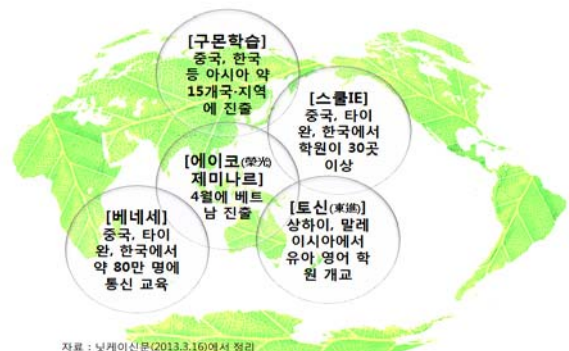 [구몬학습]
중국, 한국
등 아시아 약
15개국·지역
에 진출
[스쿨IE]
중국, 타이
완, 한국에서
학원이 30곳
이상
[에이코(榮光)
제미나르]
4월에 베트
남 진출
[베네세]
중국, 타이
완, 한국에서
약 80만 명에
통신 교육
[토신(東進)]
상하이, 말레
이시아에서
유아 영어 학
원 개교
자료 : 닛케이신문(2013.3.16)에서 정리